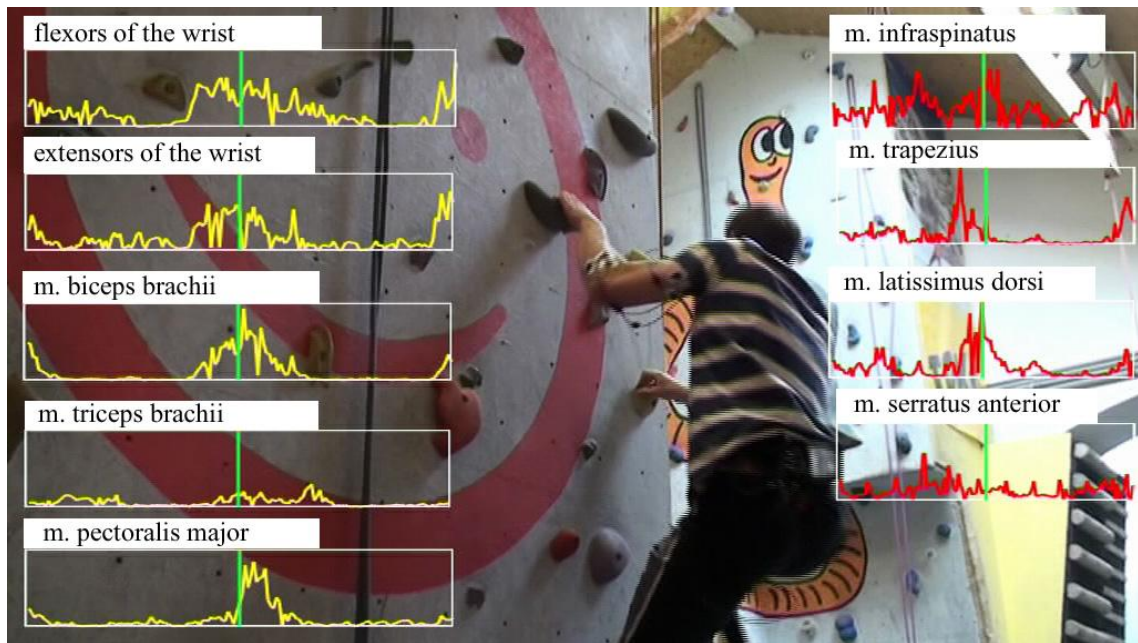 flexors of the wrist
extensors of the wrist
m. biceps brachii
m. triceps brachii
m. pectoralis major
m. infraspinatus
m. trapezius
m. latissimus dorsi
m. serratus anterior